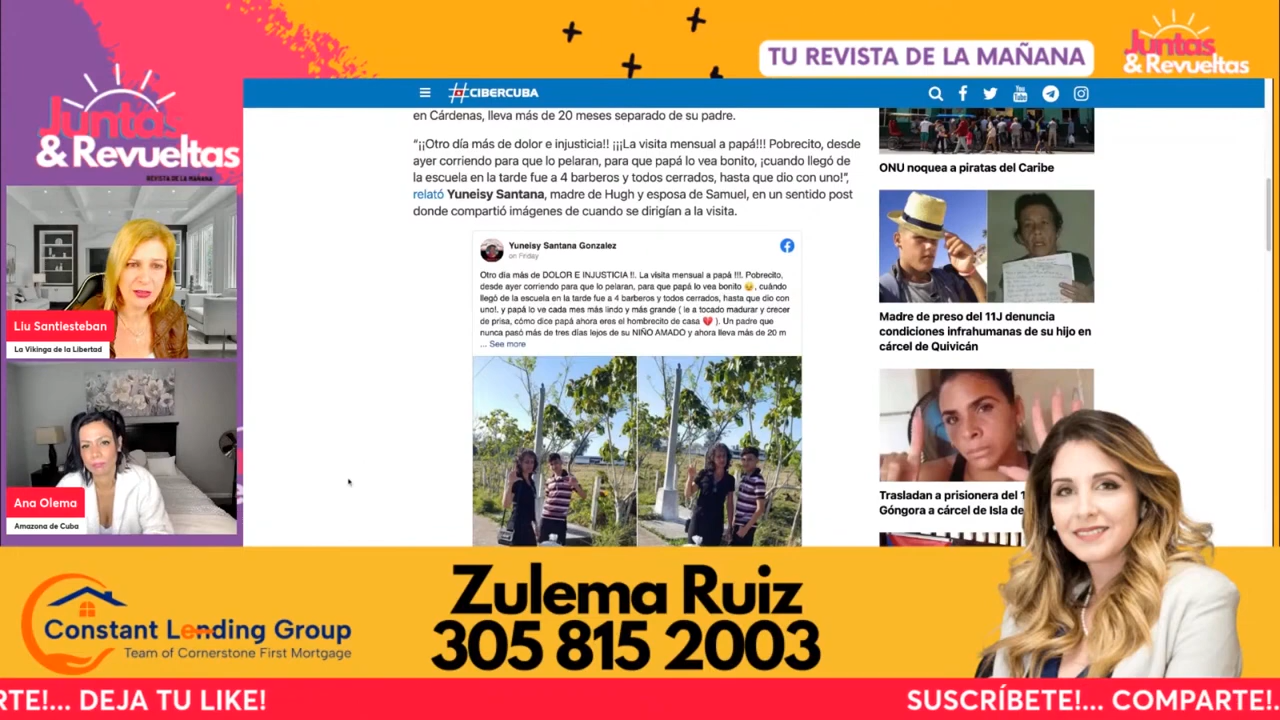 TU REVISTA DE LA MAÑANA
Juntas
& Revueltas
Juntas
& Revueltas
REVISTA DE LA MAÑANA
Liu Santiesteban
La Vikinga de la Libertad
Ana Olema
Amazona de Cuba
CIBERCUBA
en Cárdenas, lleva más de 20 meses separado de su padre.
“¡¡Otro día más de dolor e injusticia!! ¡¡¡La visita mensual a papá!!! Pobrecito, desde
ayer corriendo para que lo pelaran, para que papá lo vea bonito, ¡cuando llegó de
la escuela en la tarde fue a 4 barberos y todos cerrados, hasta que dio con uno!”,
relató Yuneisy Santana, madre de Hugh y esposa de Samuel, en un sentido post
donde compartió imágenes de cuando se dirigían a la visita.
Yuneisy Santana Gonzalez
on Friday
Otro dia más de DOLOR E INJUSTICIA !!. La visita mensual a papà !!!. Pobrecito,
desde ayer corriendo para que lo pelaran, para que papá lo vea bonito , cuándo
llegó de la escuela en la tarde fue a 4 barberos y todos cerrados, hasta que dio con
uno!. y papá lo ve cada mes más lindo y más grande ( le a tocado madurar y crecer
de prisa, cómo dice papá ahora eres el hombrecito de casa ). Un padre que
nunca pasó más de tres días lejos de su NIÑO AMADO y ahora lleva más de 20 m
... See more
ONU noquea a piratas del Caribe
Madre de preso del 11J denuncia
condiciones infrahumanas de su hijo en
cárcel de Quivicán
Trasladan a prisionera del 1
Góngora a cárcel de Isla de
Constant Lending Group
Team of Cornerstone First Mortgage
Zulema Ruiz
305 815 2003
RTE!... DEJA TU LIKE!
SUSCRÍBETE!... COMPARTE!.